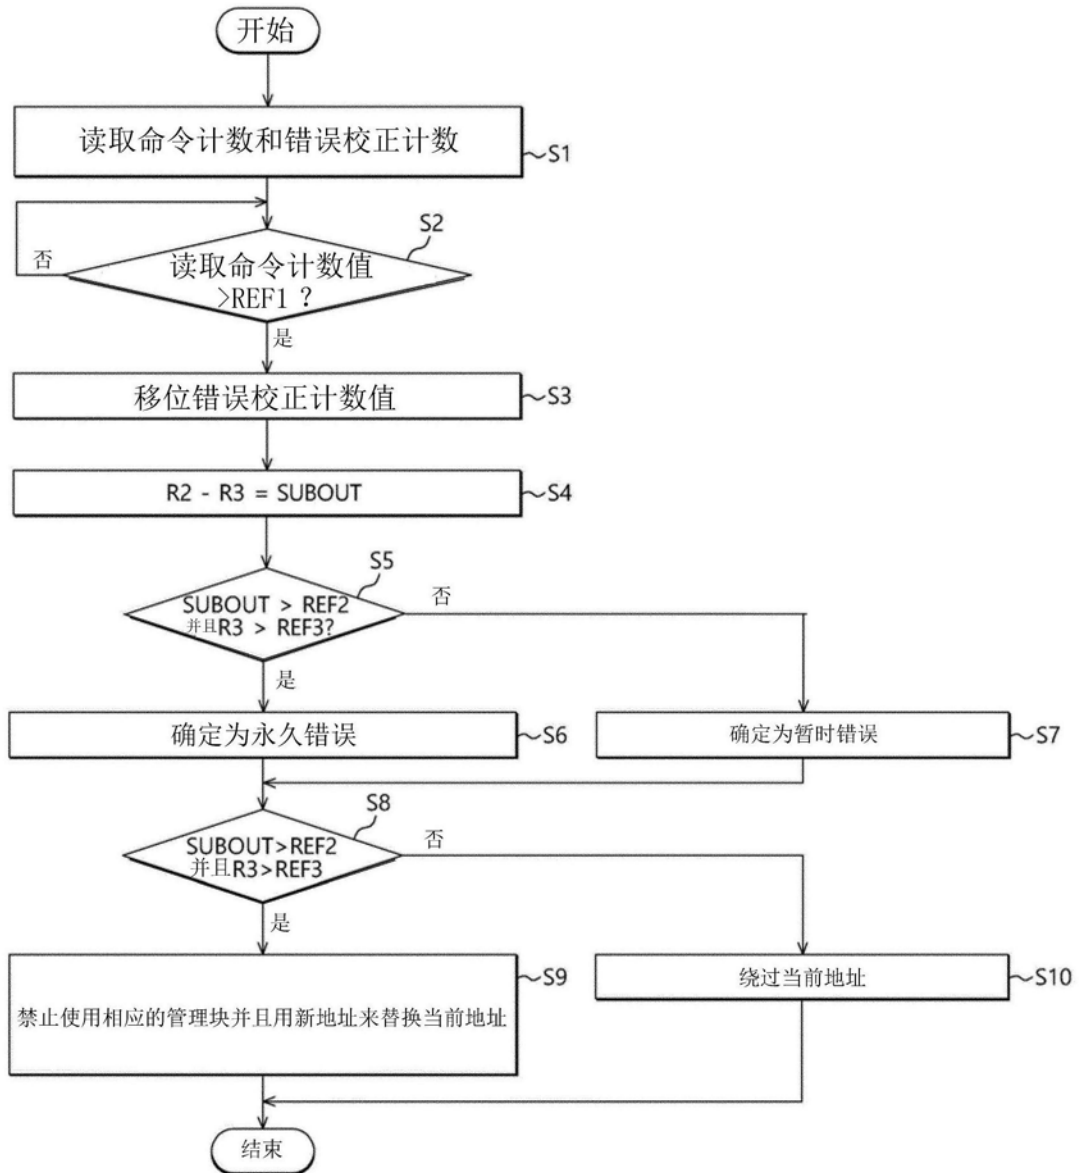 开始
读取命令计数和错误校正计数
S1
S2
否
读取命令计数值
>REF1 ?
是
移位错误校正计数值
S3
R2 - R3 = SUBOUT
S4
S5
否
SUBOUT > REF2
并且R3 > REF3?
是
确定为永久错误
S6
确定为暂时错误
S7
S8
否
SUBOUT>REF2
并且R3>REF3
是
S9
禁止使用相应的管理块并且用新地址来替换当前地址
绕过当前地址
S10
结束